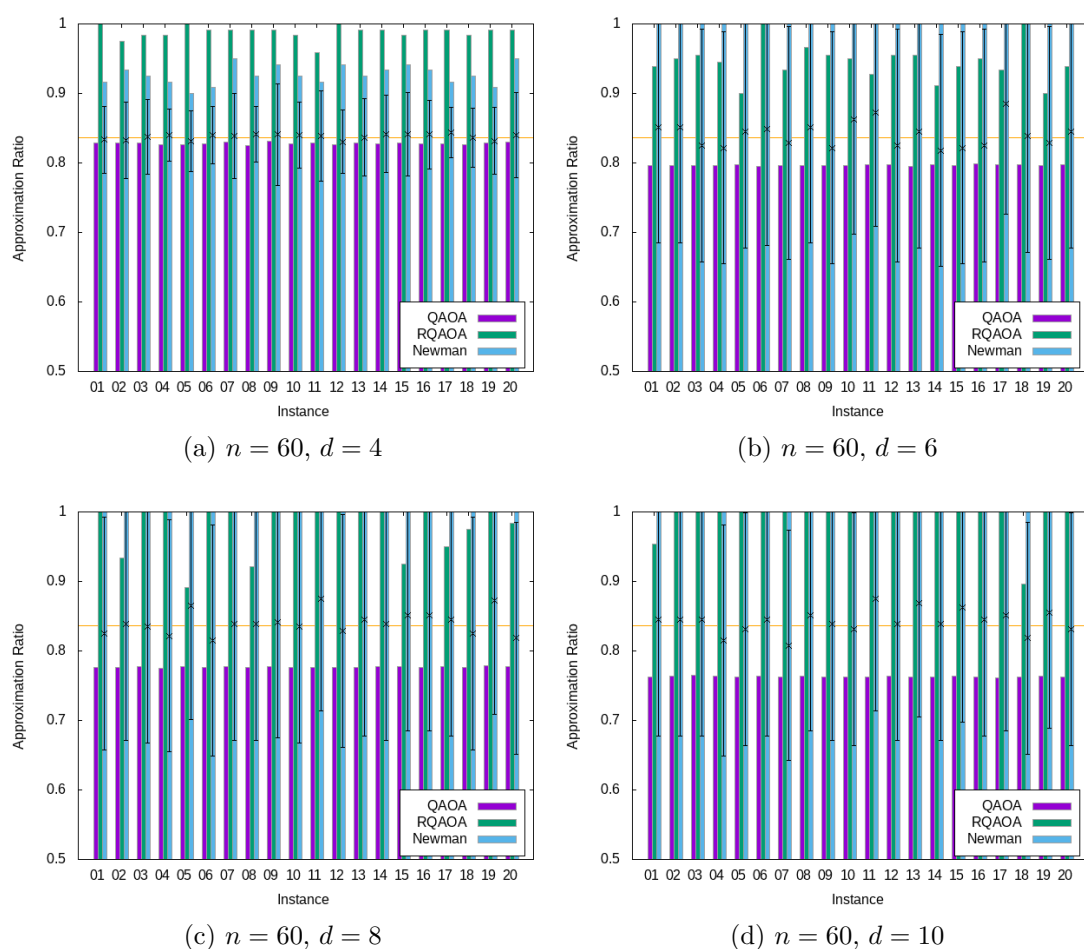 1
0.9
0.8
0.7
0.6
0.5
Approximation Ratio
QAOA
RQAOA
Newman
01 02 03 04 05 06 07 08 09 10 11 12 13 14 15 16 17 18 19 20
Instance
(a) n = 60, d = 4
1
0.9
0.8
0.7
0.6
0.5
Approximation Ratio
QAOA
RQAOA
Newman
01 02 03 04 05 06 07 08 09 10 11 12 13 14 15 16 17 18 19 20
Instance
(b) n = 60, d = 6
1
0.9
0.8
0.7
0.6
0.5
Approximation Ratio
QAOA
RQAOA
Newman
01 02 03 04 05 06 07 08 09 10 11 12 13 14 15 16 17 18 19 20
Instance
(c) n = 60, d = 8
1
0.9
0.8
0.7
0.6
0.5
Approximation Ratio
QAOA
RQAOA
Newman
01 02 03 04 05 06 07 08 09 10 11 12 13 14 15 16 17 18 19 20
Instance
(d) n = 60, d = 10